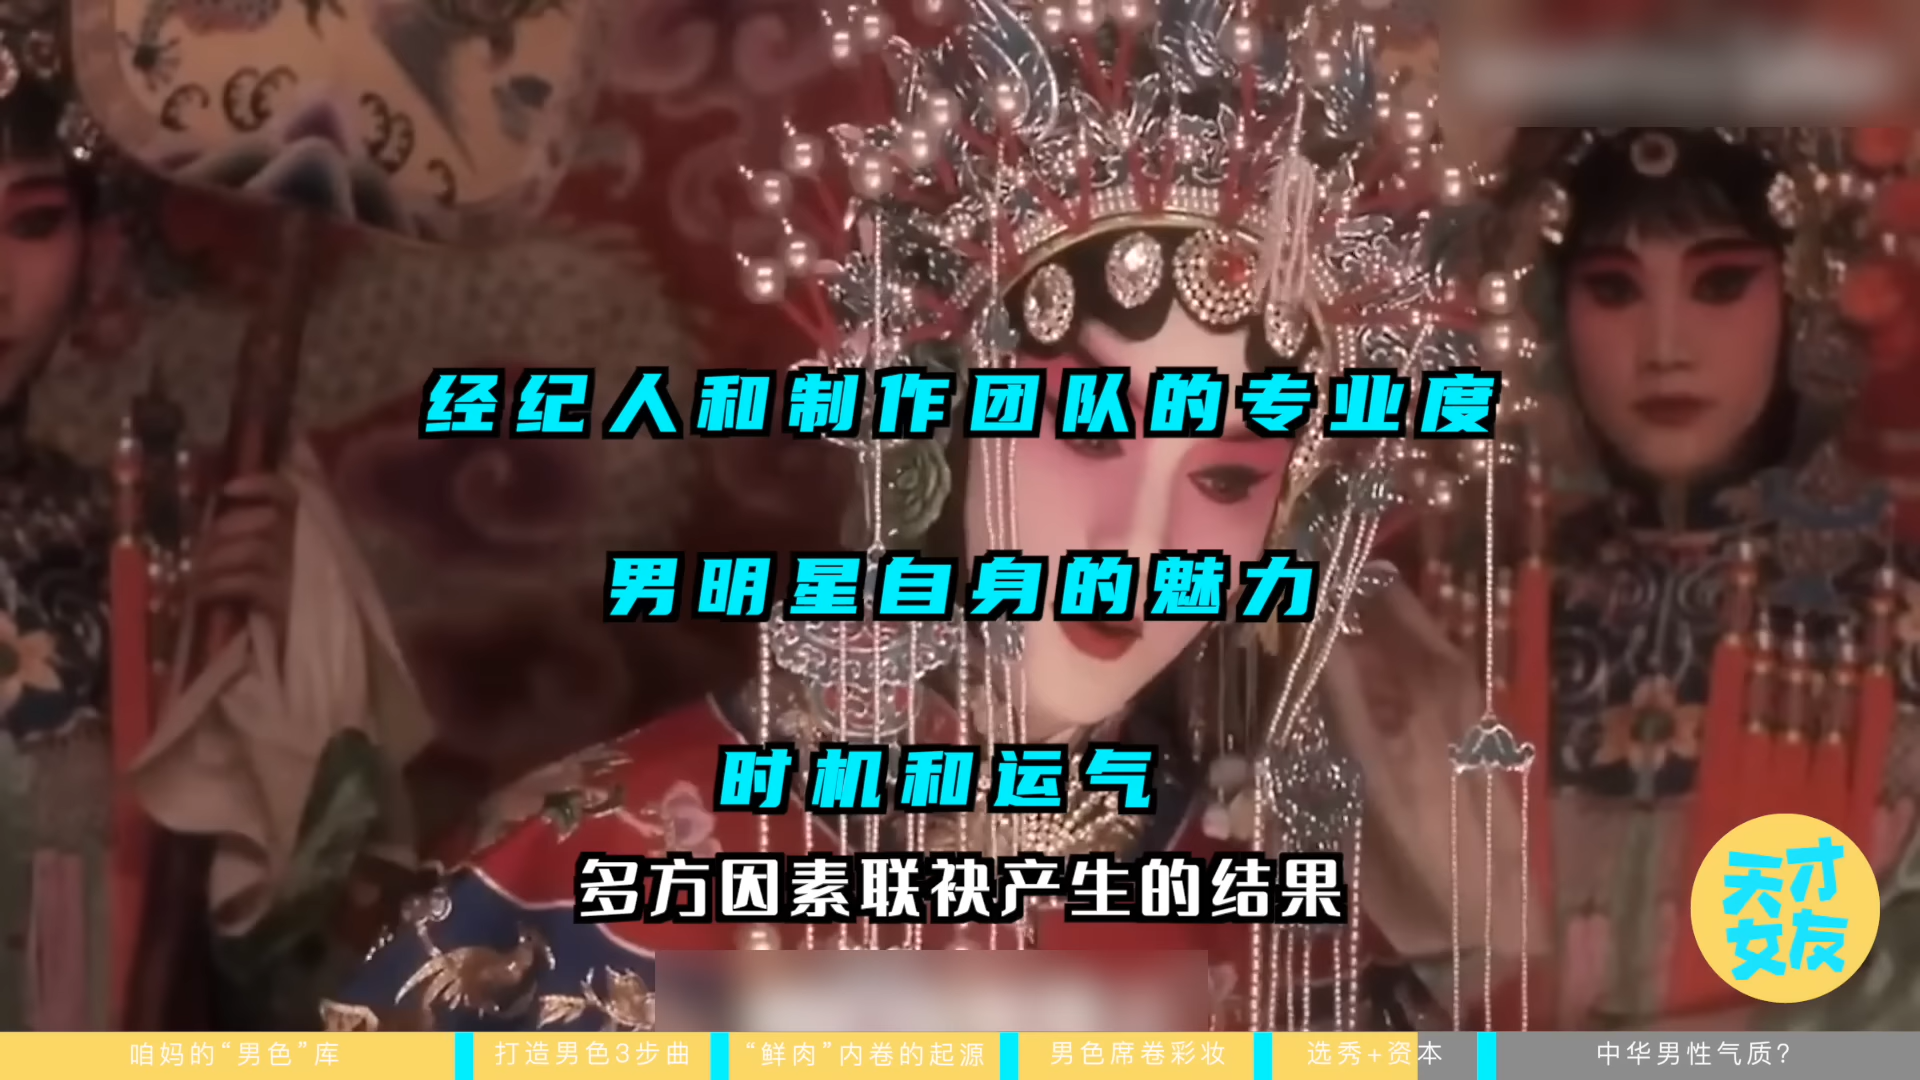 经纪人和制作团队的专业度
男明星自身的魅力
时机和运气
多方因素联袂产生的结果
天才
女友
咱妈的“男色”库
打造男色3步曲
“鲜肉”内卷的起源
男色席卷彩妆
选秀+资本
中华男性气质?